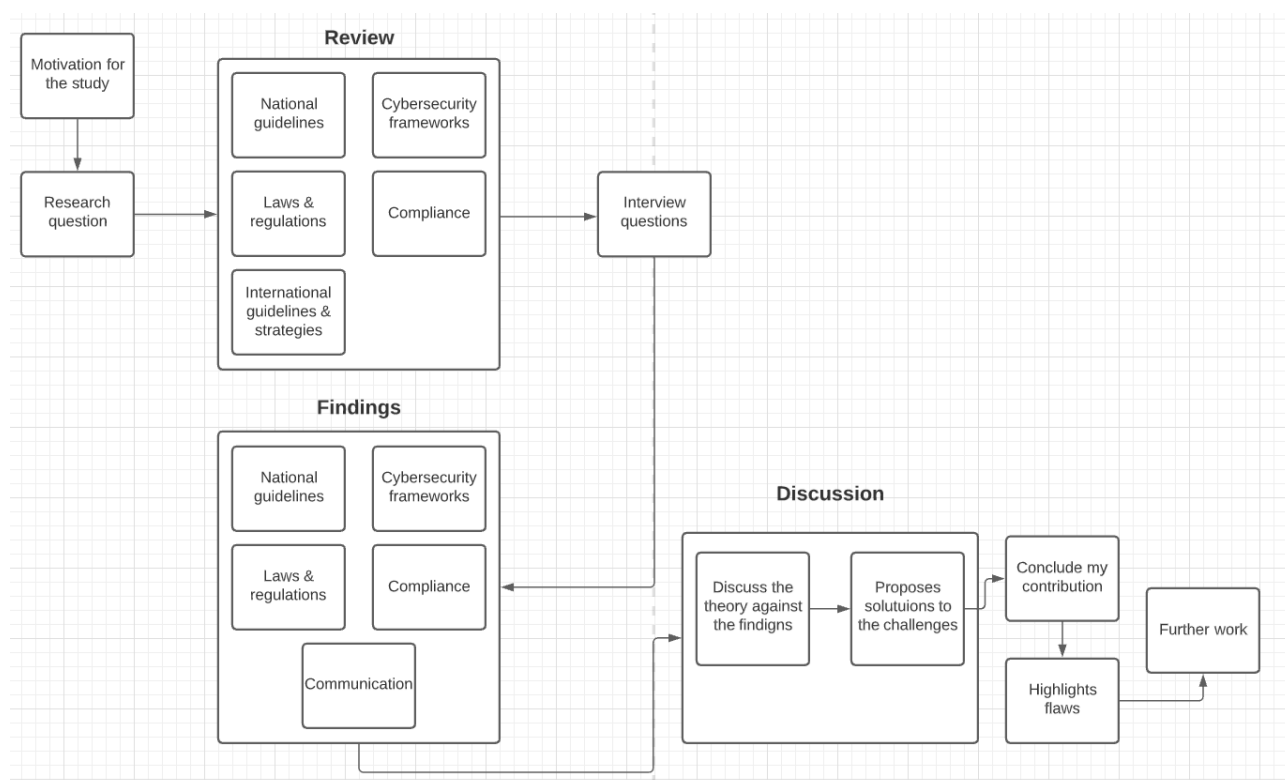 Review
Motivation for
the study
National
guidelines
Cybersecurity
frameworks
Research
question
Laws &
regulations
Compliance
Interview
questions
International
guidelines &
strategies
Findings
National
guidelines
Cybersecurity
frameworks
Laws &
regulations
Compliance
Communication
Discussion
Discuss the
theory against
the findigns
Proposes
solutuions to
the challenges
Conclude my
contribution
Highlights
flaws
Further work